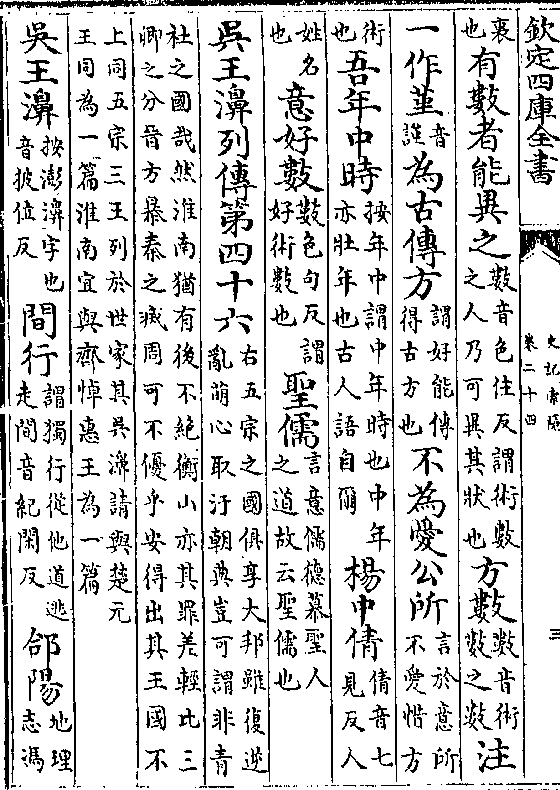 欽定四庫全書
史記索隱
卷二十四
三
裹也有數者能異之數音色住反謂術數之人乃可異其狀也方數數音術數之數注
一作堇音謹為古傳方謂好能傳得古方也不為愛公所言於意所不愛惜方
術也吾年中時按年中謂中年時也中年亦壯年也古人語自爾楊中倩倩音七見反人
姓名也意好數數色句反謂好術數也聖儒言意儒德慕聖人之道故云聖儒也
吳王濞列傳第四十六右五宗之國俱享大邦雖復逆亂萌心取汙朝典豈可謂非青
社之國哉然淮南猶有後不絕衡山亦其罪差輕比三卿之分晉方暴秦之滅周可不優乎安得出其王國不
上同五宗三王列於世家其吳濞請與楚元王同為一篇淮南宜與齊悼惠王為一篇
吳王濞按澎濞字也音披位反間行謂獨行從他道逃走間音紀閑反郃陽地理志馮